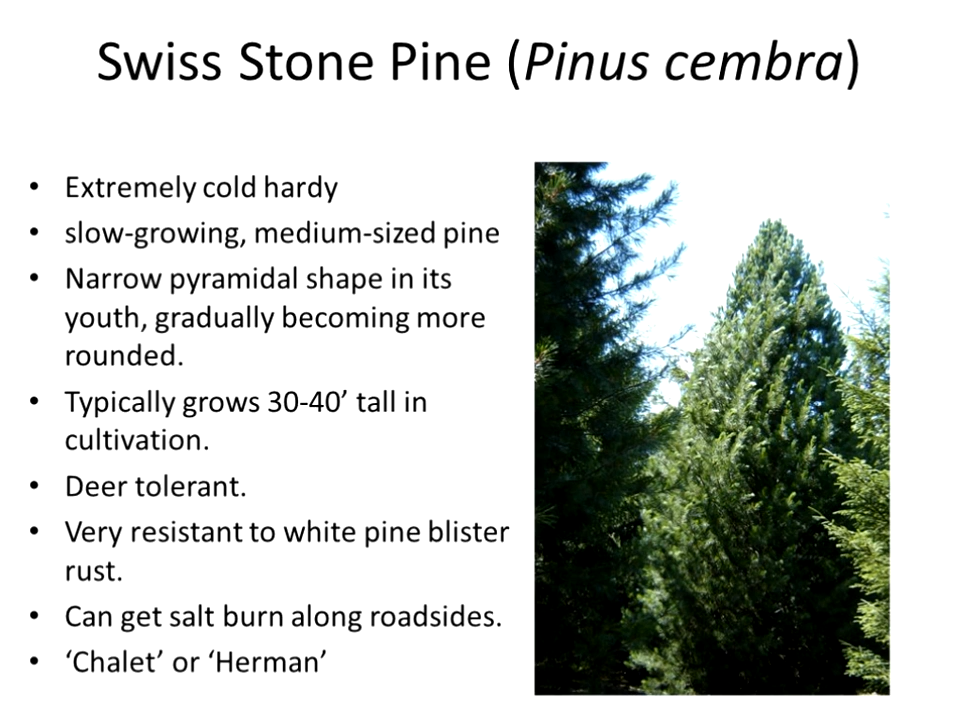 Swiss Stone Pine (Pinus cembra)
• Extremely cold hardy
• slow-growing, medium-sized pine
• Narrow pyramidal shape in its
youth, gradually becoming more
rounded.
• Typically grows 30-40’ tall in
cultivation.
• Deer tolerant.
• Very resistant to white pine blister
rust.
• Can get salt burn along roadsides.
• ‘Chalet’ or ‘Herman’